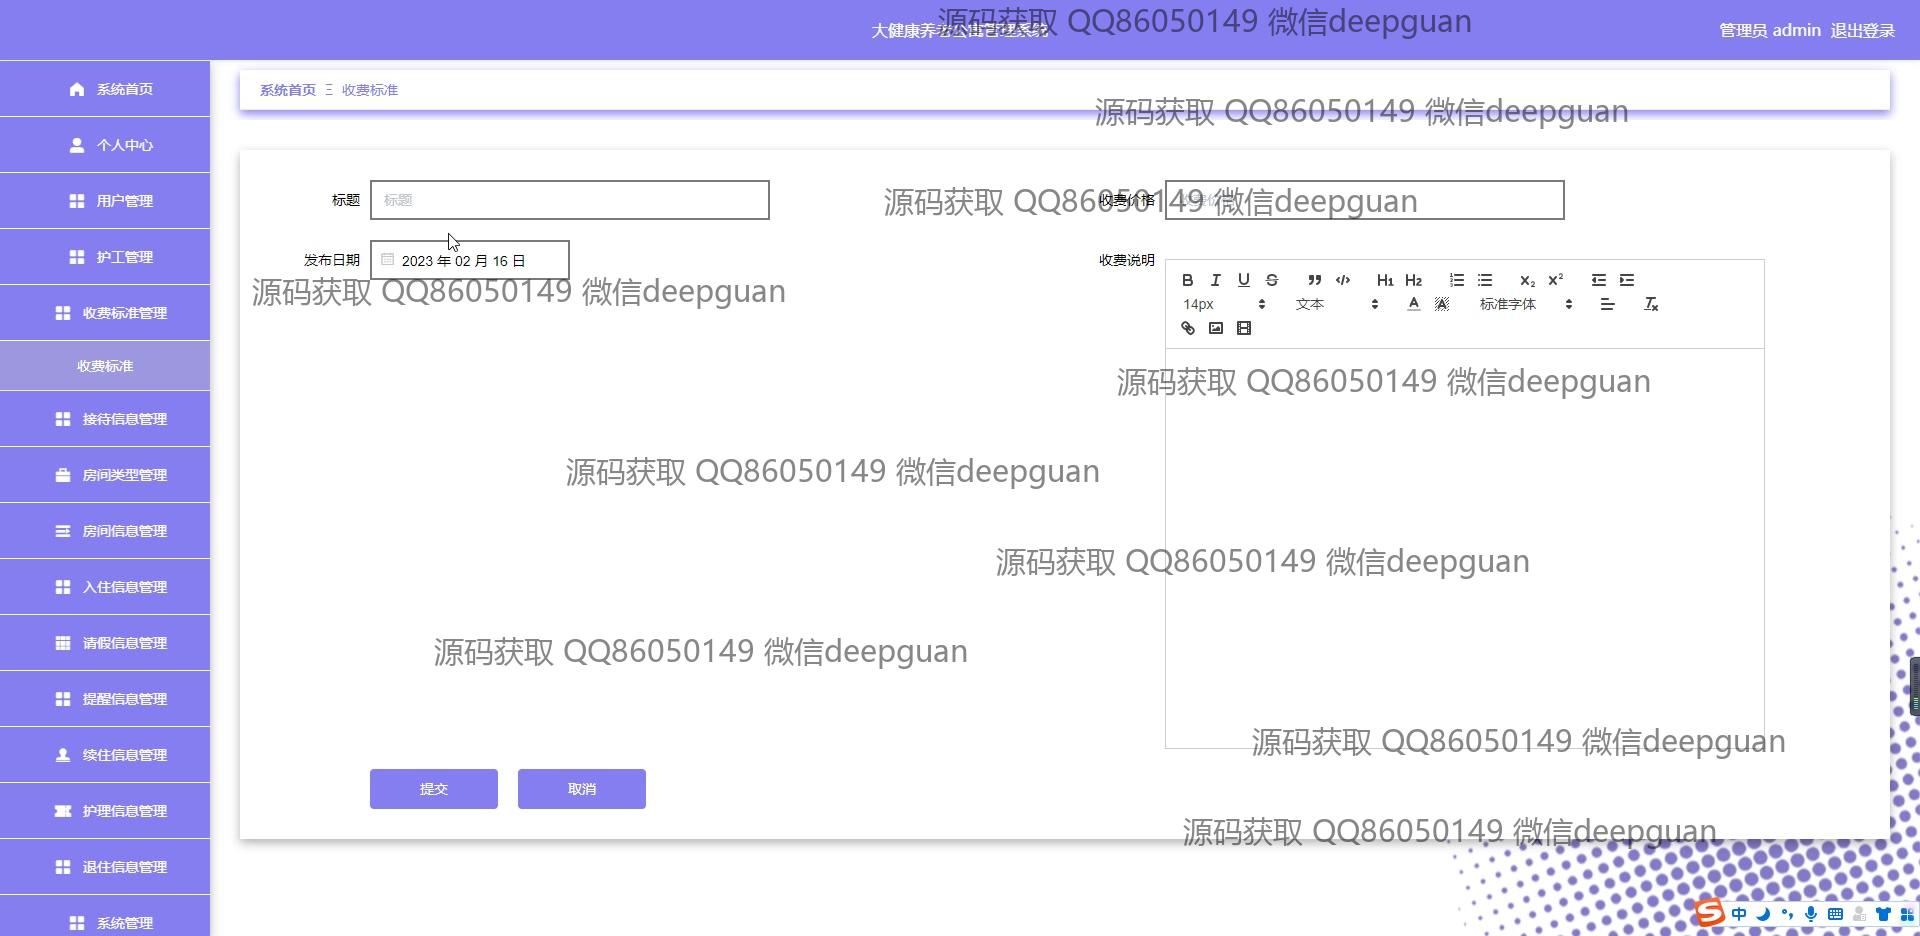 大健康养老公寓管理系统
源码获取 QQ86050149 微信deepguan
管理员 admin 退出登录
系统首页 收费标准
源码获取 QQ86050149 微信deepguan
系统首页
个人中心
用户管理
护工管理
收费标准管理
收费标准
接待信息管理
房间类型管理
房间信息管理
入住信息管理
请假信息管理
提醒信息管理
续住信息管理
护理信息管理
退住信息管理
系统管理
标题 标题
收费价格 收费价格
源码获取 QQ86050149 微信deepguan
发布日期 2023 年 02 月 16 日
源码获取 QQ86050149 微信deepguan
收费说明
B I U S H1 H2 x₂ x²
14px 文本 A A 标准字体 Tx
源码获取 QQ86050149 微信deepguan
源码获取 QQ86050149 微信deepguan
源码获取 QQ86050149 微信deepguan
源码获取 QQ86050149 微信deepguan
源码获取 QQ86050149 微信deepguan
提交 取消
源码获取 QQ86050149 微信deepguan
S 中